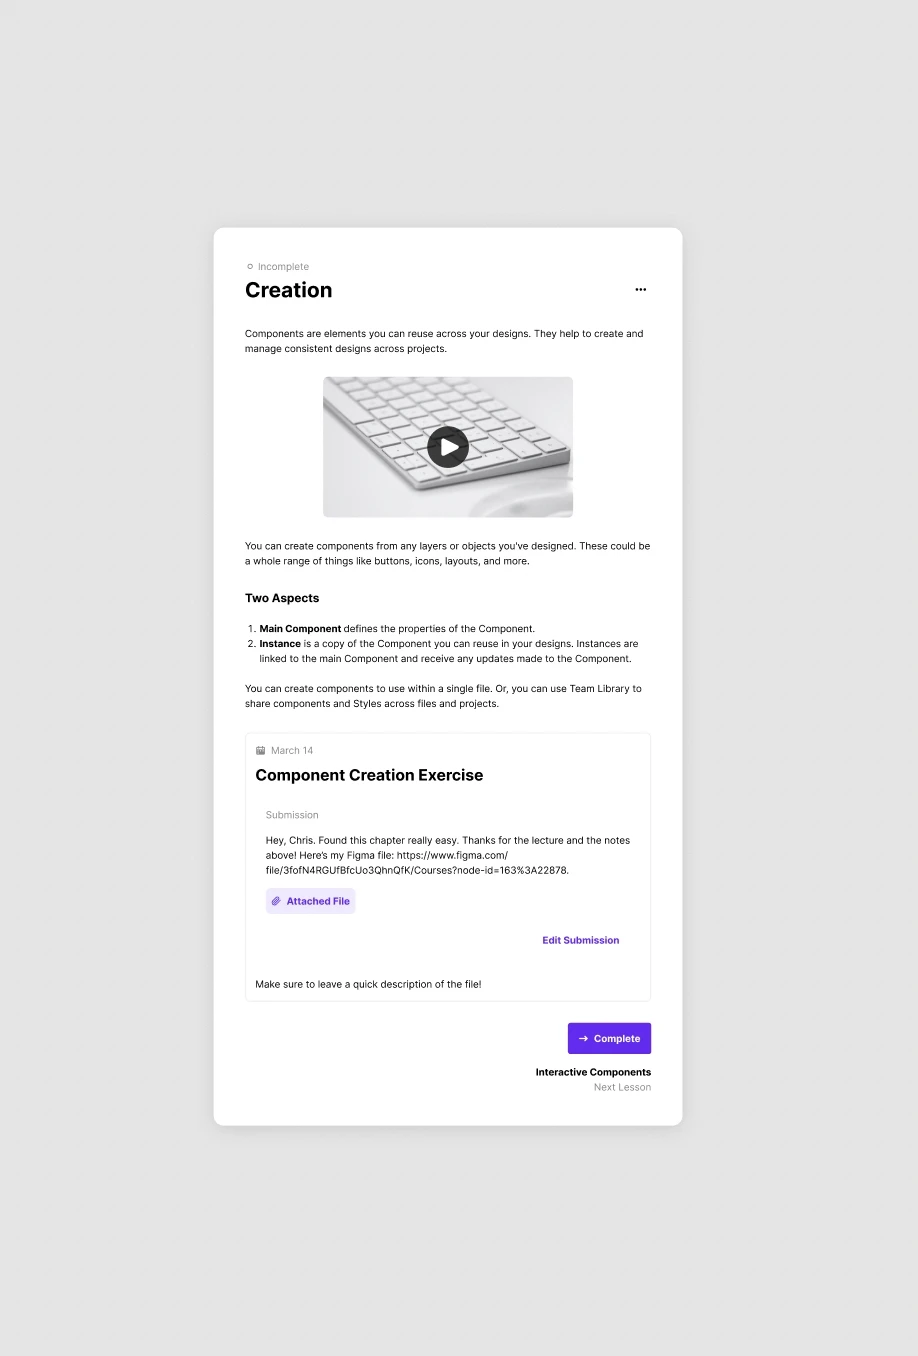 Incomplete
Creation
Components are elements you can reuse across your designs. They help to create and
manage consistent designs across projects.
You can create components from any layers or objects you've designed. These could be
a whole range of things like buttons, icons, layouts, and more.
Two Aspects
1. Main Component defines the properties of the Component.
2. Instance is a copy of the Component you can reuse in your designs. Instances are
linked to the main Component and receive any updates made to the Component.
You can create components to use within a single file. Or, you can use Team Library to
share components and Styles across files and projects.
March 14
Component Creation Exercise
Submission
Hey, Chris. Found this chapter really easy. Thanks for the lecture and the notes
above! Here's my Figma file: https://www.figma.com/
file/3fofN4RGUfBfcUo3QhnQfK/Courses?node-id=163%3A22878.
Attached File
Edit Submission
Make sure to leave a quick description of the file!
→ Complete
Interactive Components
Next Lesson